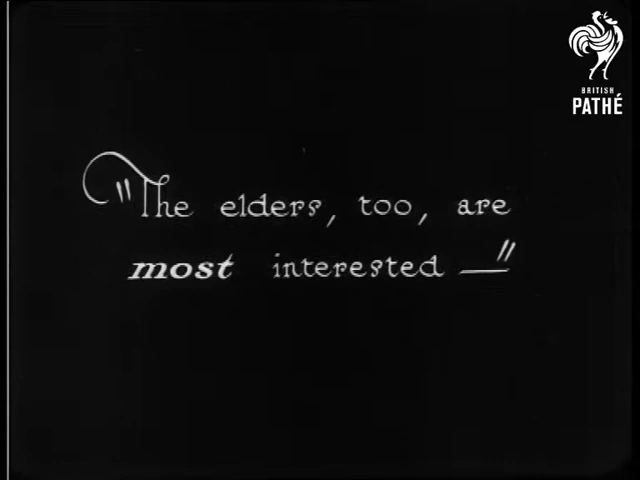 BRITISH
PATHÉ
"The elders, too, are
most interested —"